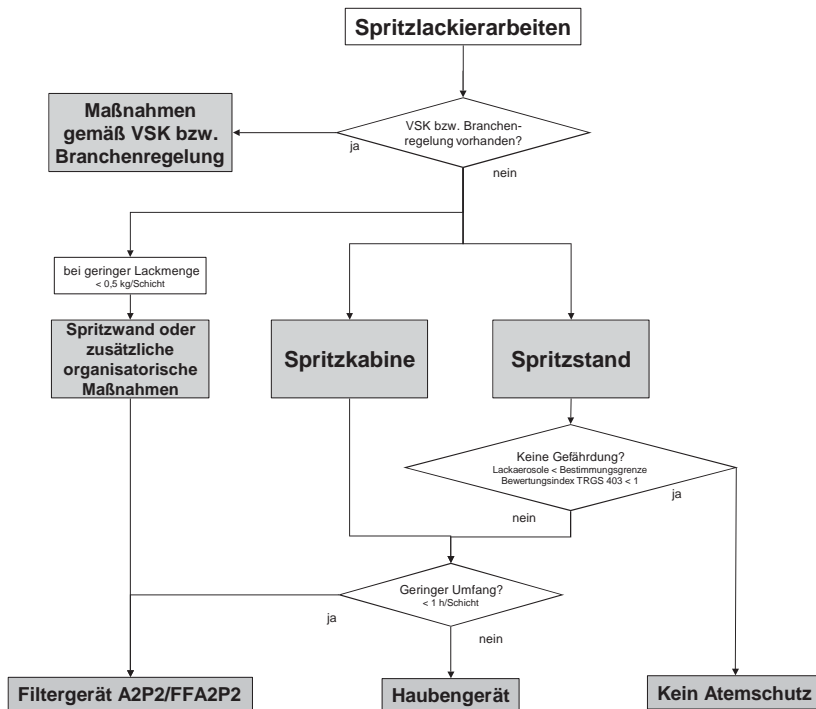 Spritzlackierarbeiten
Maßnahmen
gemäß VSK bzw.
Branchenregelung
VSK bzw. Branchen-
regelung vorhanden?
ja
nein
bei geringer Lackmenge
< 0,5 kg/Schicht
Spritzwand oder
zusätzliche
organisatorische
Maßnahmen
Spritzkabine
Spritzstand
Keine Gefährdung?
Lackaerosole < Bestimmungsgrenze
Bewertungsindex TRGS 403 < 1
nein
ja
Geringer Umfang?
< 1 h/Schicht
ja
nein
Filtergerät A2P2/FFA2P2
Haubengerät
Kein Atemschutz